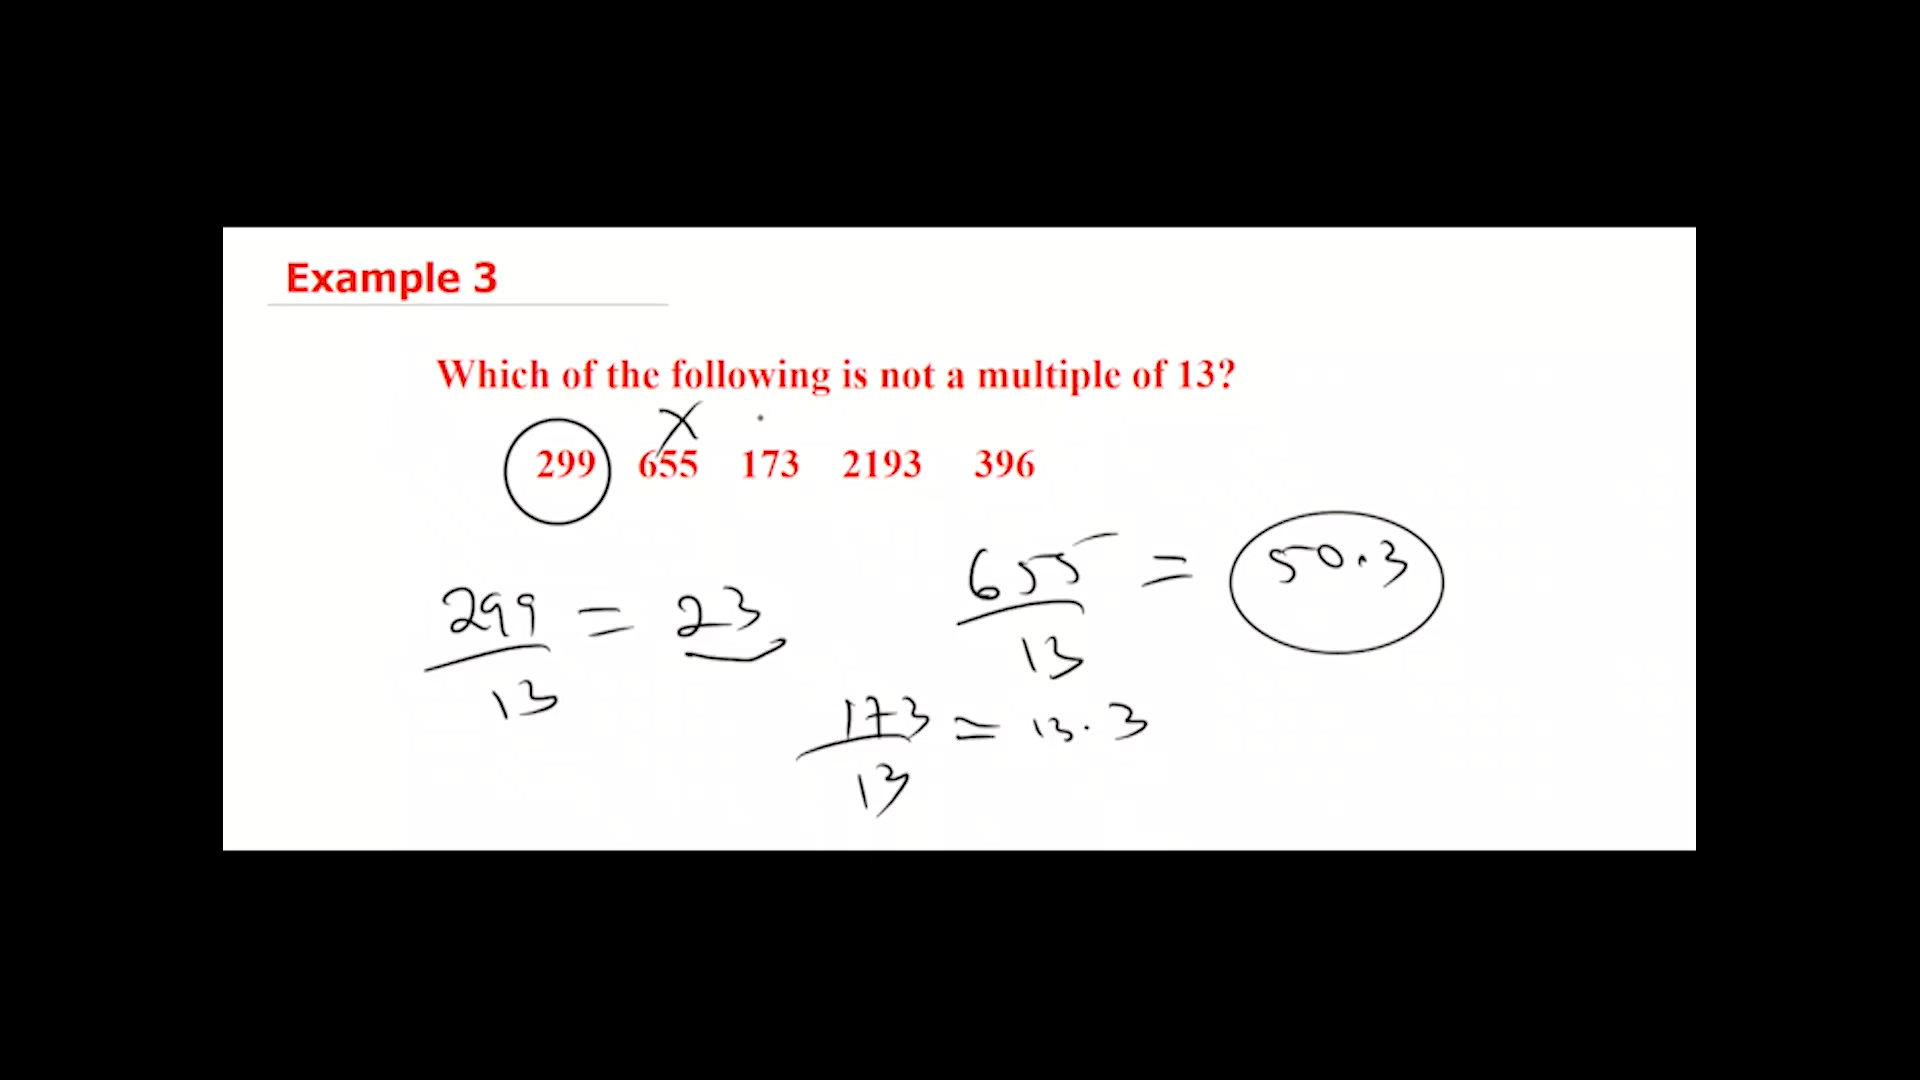 Example 3
Which of the following is not a multiple of 13?
X
299 655 173 2193 396
299/13 = 23
655/13 = 50.3
173/13 = 13.3